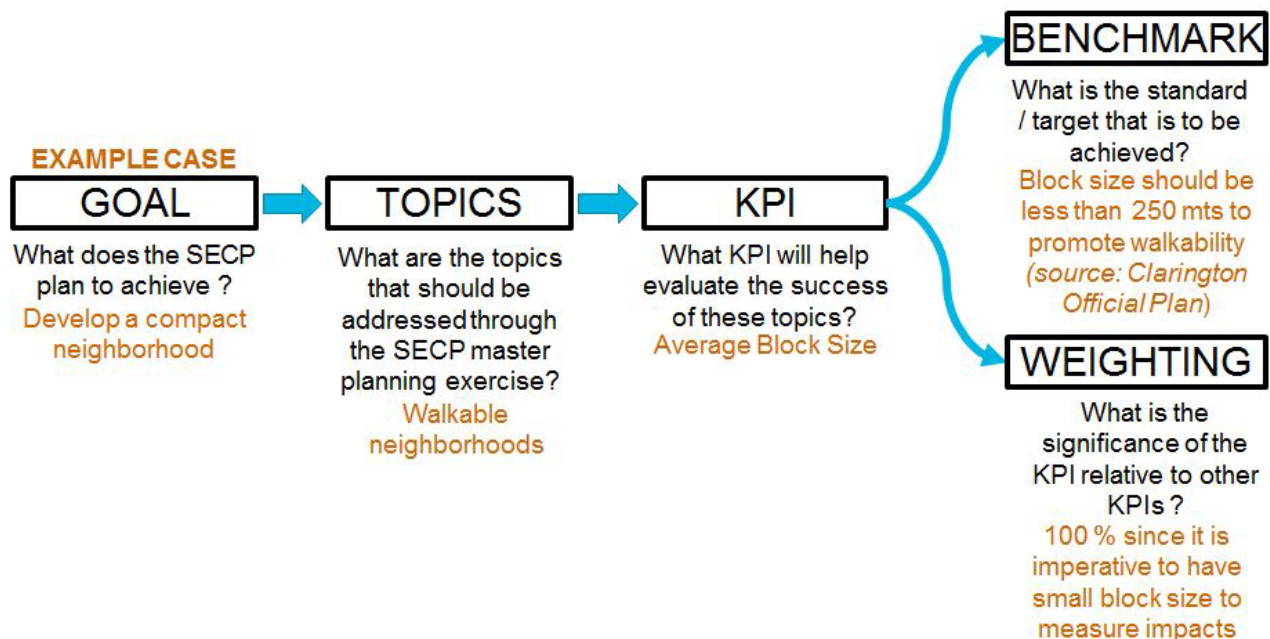 EXAMPLE CASE
GOAL
What does the SECP
plan to achieve ?
Develop a compact
neighborhood
TOPICS
What are the topics
that should be
addressed through
the SECP master
planning exercise?
Walkable
neighborhoods
KPI
What KPI will help
evaluate the success
of these topics?
Average Block Size
BENCHMARK
What is the standard
/ target that is to be
achieved?
Block size should be
less than 250 mts to
promote walkability
(source: Clarington
Official Plan)
WEIGHTING
What is the
significance of the
KPI relative to other
KPIs ?
100 % since it is
imperative to have
small block size to
measure impacts